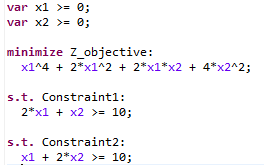 var x1 >= 0;
var x2 >= 0;
minimize Z_objective:
x1^4 + 2*x1^2 + 2*x1*x2 + 4*x2^2;
s.t. Constraint1:
2*x1 + x2 >= 10;
s.t. Constraint2:
x1 + 2*x2 >= 10;